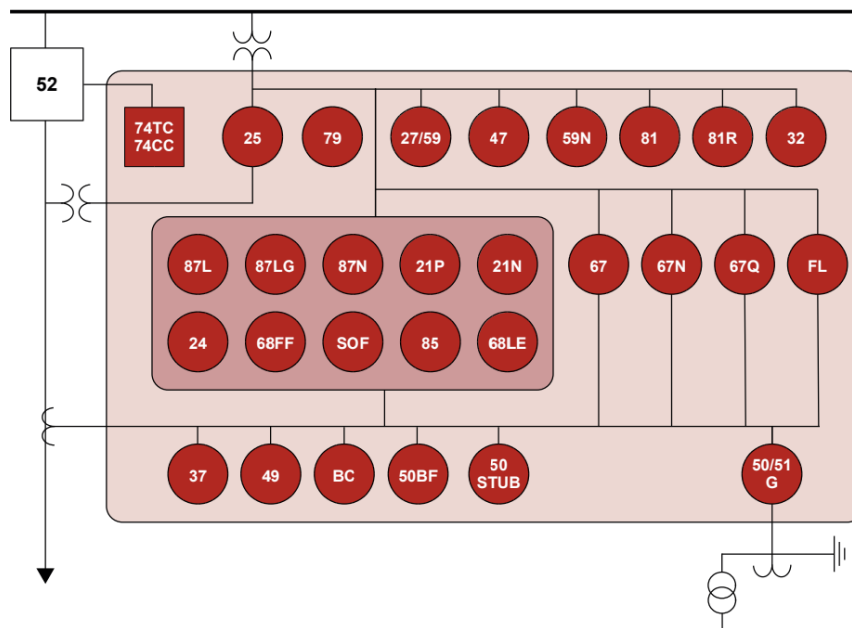 52
74TC
74CC
25
79
27/59
47
59N
81
81R
32
87L
87LG
87N
21P
21N
67
67N
67Q
FL
24
68FF
SOF
85
68LE
37
49
BC
50BF
50
STUB
50/51
G